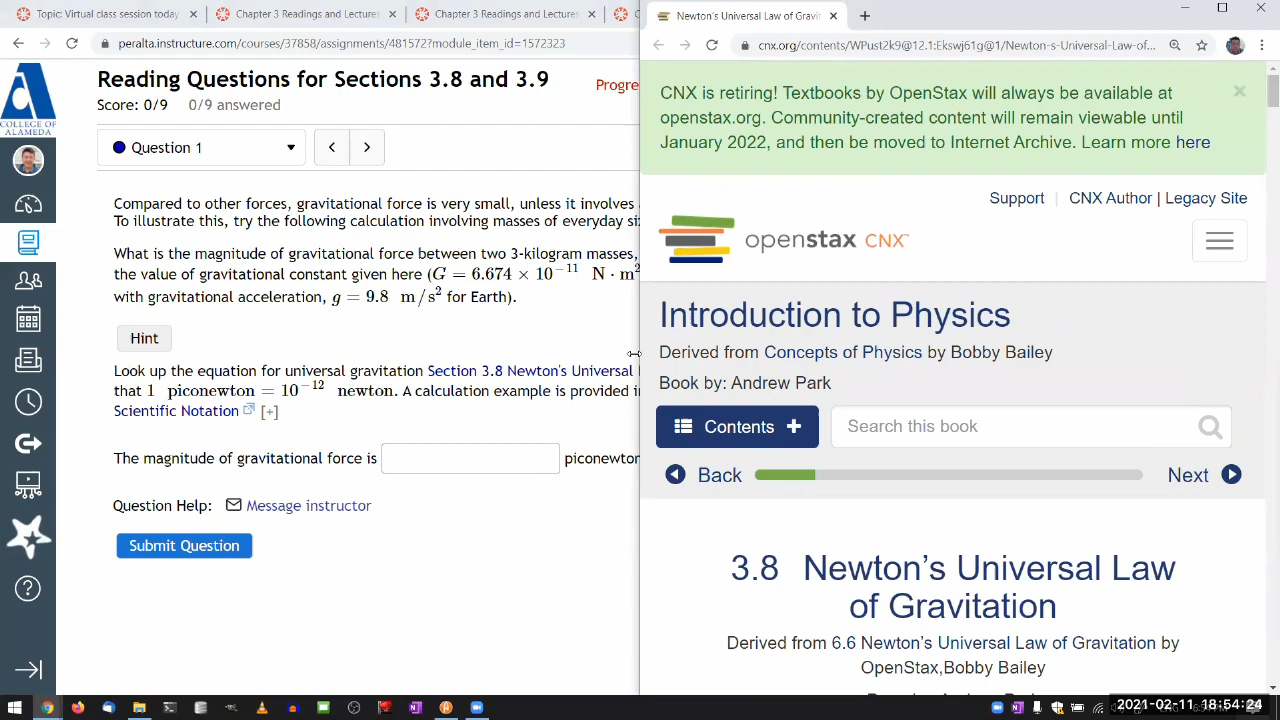 Topic: Virtual class session today
Chapter 3 Readings and Lectures
Chapter 3 Readings and Lectures
peralta.instructure.com/courses/37858/assignments/481572?module_item_id=1572323
COLLEGE OF
ALAMEDA
Reading Questions for Sections 3.8 and 3.9
Score: 0/9 0/9 answered
Progre
Question 1
Compared to other forces, gravitational force is very small, unless it involves
To illustrate this, try the following calculation involving masses of everyday si
What is the magnitude of gravitational force between two 3-kilogram masses,
the value of gravitational constant given here (G = 6.674 × 10⁻¹¹ N · m²
with gravitational acceleration, g = 9.8 m/s² for Earth).
Hint
Look up the equation for universal gravitation Section 3.8 Newton's Universal
that 1 piconewton = 10⁻¹² newton. A calculation example is provided i
Scientific Notation [+]
The magnitude of gravitational force is piconewton
Question Help: Message instructor
Submit Question
Newton's Universal Law of Gravit
cnx.org/contents/WPust2k9@12.1:Ekswj61g@1/Newton-s-Universal-Law-of...
CNX is retiring! Textbooks by OpenStax will always be available at
openstax.org. Community-created content will remain viewable until
January 2022, and then be moved to Internet Archive. Learn more here
Support | CNX Author | Legacy Site
openstax CNX™
Introduction to Physics
Derived from Concepts of Physics by Bobby Bailey
Book by: Andrew Park
Contents +
Search this book
Back Next
3.8 Newton's Universal Law
of Gravitation
Derived from 6.6 Newton's Universal Law of Gravitation by
OpenStax,Bobby Bailey
2021-02-11 18:54:24